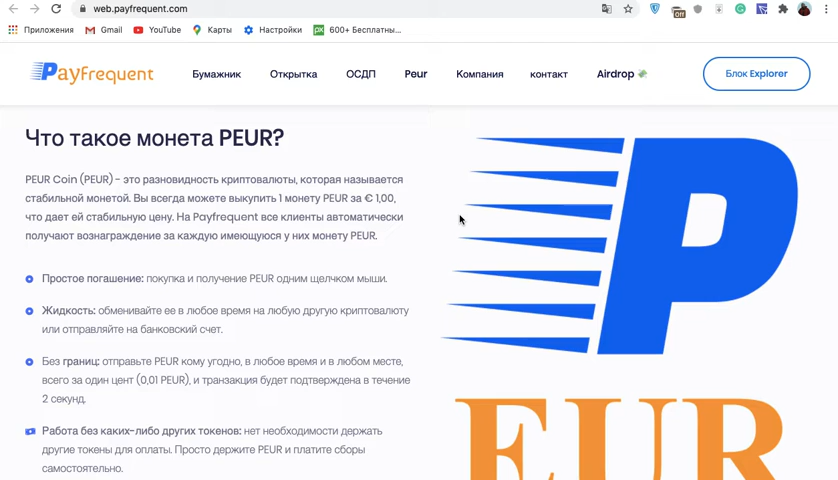 web.payfrequent.com
Off
Приложения Gmail YouTube Карты Настройки 600+ Бесплатны...
PayFrequent Бумажник Открытка ОСДП Peur Компания контакт Airdrop Блок Explorer
Что такое монета PEUR?
PEUR Coin (PEUR) - это разновидность криптовалюты, которая называется
стабильной монетой. Вы всегда можете выкупить 1 монету PEUR за € 1,00,
что дает ей стабильную цену. На Payfrequent все клиенты автоматически
получают вознаграждение за каждую имеющуюся у них монету PEUR.
Простое погашение: покупка и получение PEUR одним щелчком мыши.
Жидкость: обменивайте ее в любое время на любую другую криптовалюту
или отправляйте на банковский счет.
Без границ: отправьте PEUR кому угодно, в любое время и в любом месте,
всего за один цент (0,01 PEUR), и транзакция будет подтверждена в течение
2 секунд.
Работа без каких-либо других токенов: нет необходимости держать
другие токены для оплаты. Просто держите PEUR и платите сборы
самостоятельно.
P
EUR